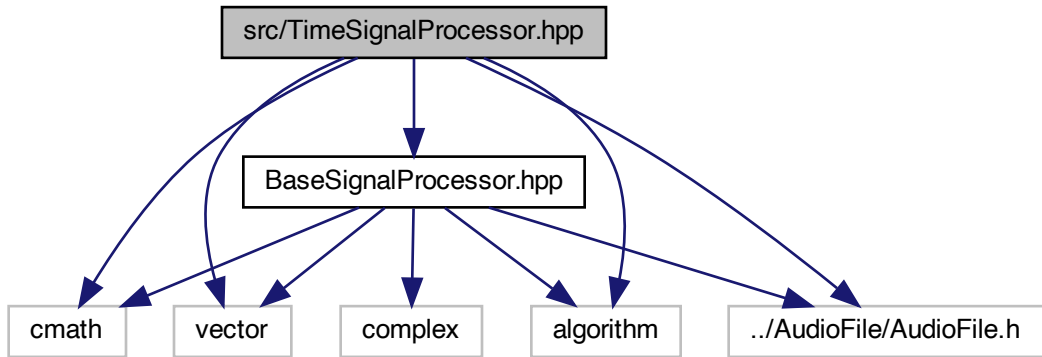 src/TimeSignalProcessor.hpp
BaseSignalProcessor.hpp
cmath
vector
complex
algorithm
../AudioFile/AudioFile.h